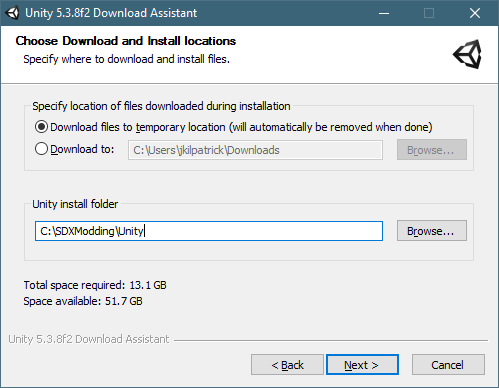 Unity 5.3.8f2 Download Assistant
Choose Download and Install locations
Specify where to download and install files.
Specify location of files downloaded during installation
Download files to temporary location (will automatically be removed when done)
Download to: C:\Users\jkilpatrick\Downloads Browse...
Unity install folder
C:\SDXModding\Unity Browse...
Total space required: 13.1 GB
Space available: 51.7 GB
Unity 5.3.8f2 Download Assistant
< Back Next > Cancel